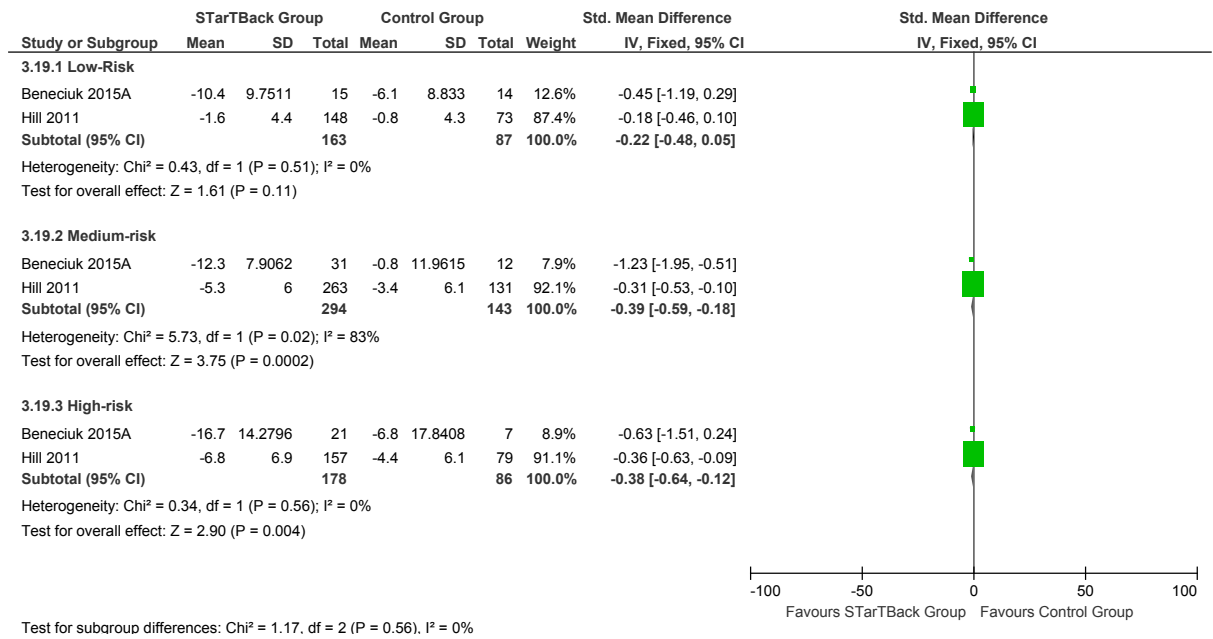 STarTBack Group Control Group Std. Mean Difference Std. Mean Difference
Study or Subgroup Mean SD Total Mean SD Total Weight IV, Fixed, 95% CI IV, Fixed, 95% CI
3.19.1 Low-Risk
Beneciuk 2015A -10.4 9.7511 15 -6.1 8.833 14 12.6% -0.45 [-1.19, 0.29]
Hill 2011 -1.6 4.4 148 -0.8 4.3 73 87.4% -0.18 [-0.46, 0.10]
Subtotal (95% CI) 163 87 100.0% -0.22 [-0.48, 0.05]
Heterogeneity: Chi² = 0.43, df = 1 (P = 0.51); I² = 0%
Test for overall effect: Z = 1.61 (P = 0.11)
3.19.2 Medium-risk
Beneciuk 2015A -12.3 7.9062 31 -0.8 11.9615 12 7.9% -1.23 [-1.95, -0.51]
Hill 2011 -5.3 6 263 -3.4 6.1 131 92.1% -0.31 [-0.53, -0.10]
Subtotal (95% CI) 294 143 100.0% -0.39 [-0.59, -0.18]
Heterogeneity: Chi² = 5.73, df = 1 (P = 0.02); I² = 83%
Test for overall effect: Z = 3.75 (P = 0.0002)
3.19.3 High-risk
Beneciuk 2015A -16.7 14.2796 21 -6.8 17.8408 7 8.9% -0.63 [-1.51, 0.24]
Hill 2011 -6.8 6.9 157 -4.4 6.1 79 91.1% -0.36 [-0.63, -0.09]
Subtotal (95% CI) 178 86 100.0% -0.38 [-0.64, -0.12]
Heterogeneity: Chi² = 0.34, df = 1 (P = 0.56); I² = 0%
Test for overall effect: Z = 2.90 (P = 0.004)
-100 -50 0 50 100
Favours STarTBack Group Favours Control Group
Test for subgroup differences: Chi² = 1.17, df = 2 (P = 0.56), I² = 0%